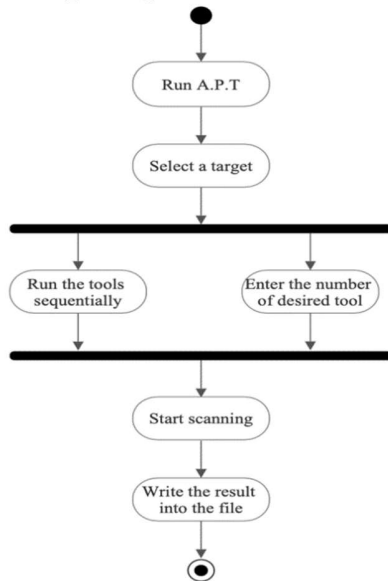 Run A.P.T
Select a target
Run the tools
sequentially
Enter the number
of desired tool
Start scanning
Write the result
into the file